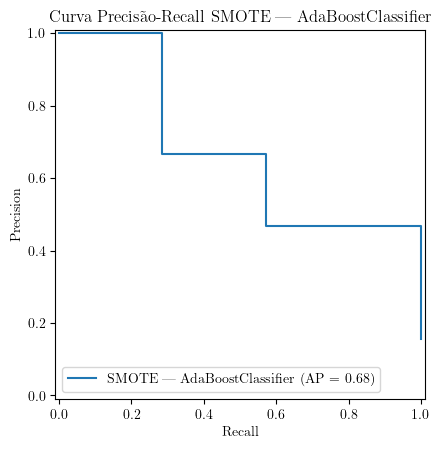 Curva Precisão-Recall SMOTE — AdaBoostClassifier
1.0
0.8
0.6
0.4
0.2
0.0
Precision
SMOTE — AdaBoostClassifier (AP = 0.68)
0.0 0.2 0.4 0.6 0.8 1.0
Recall